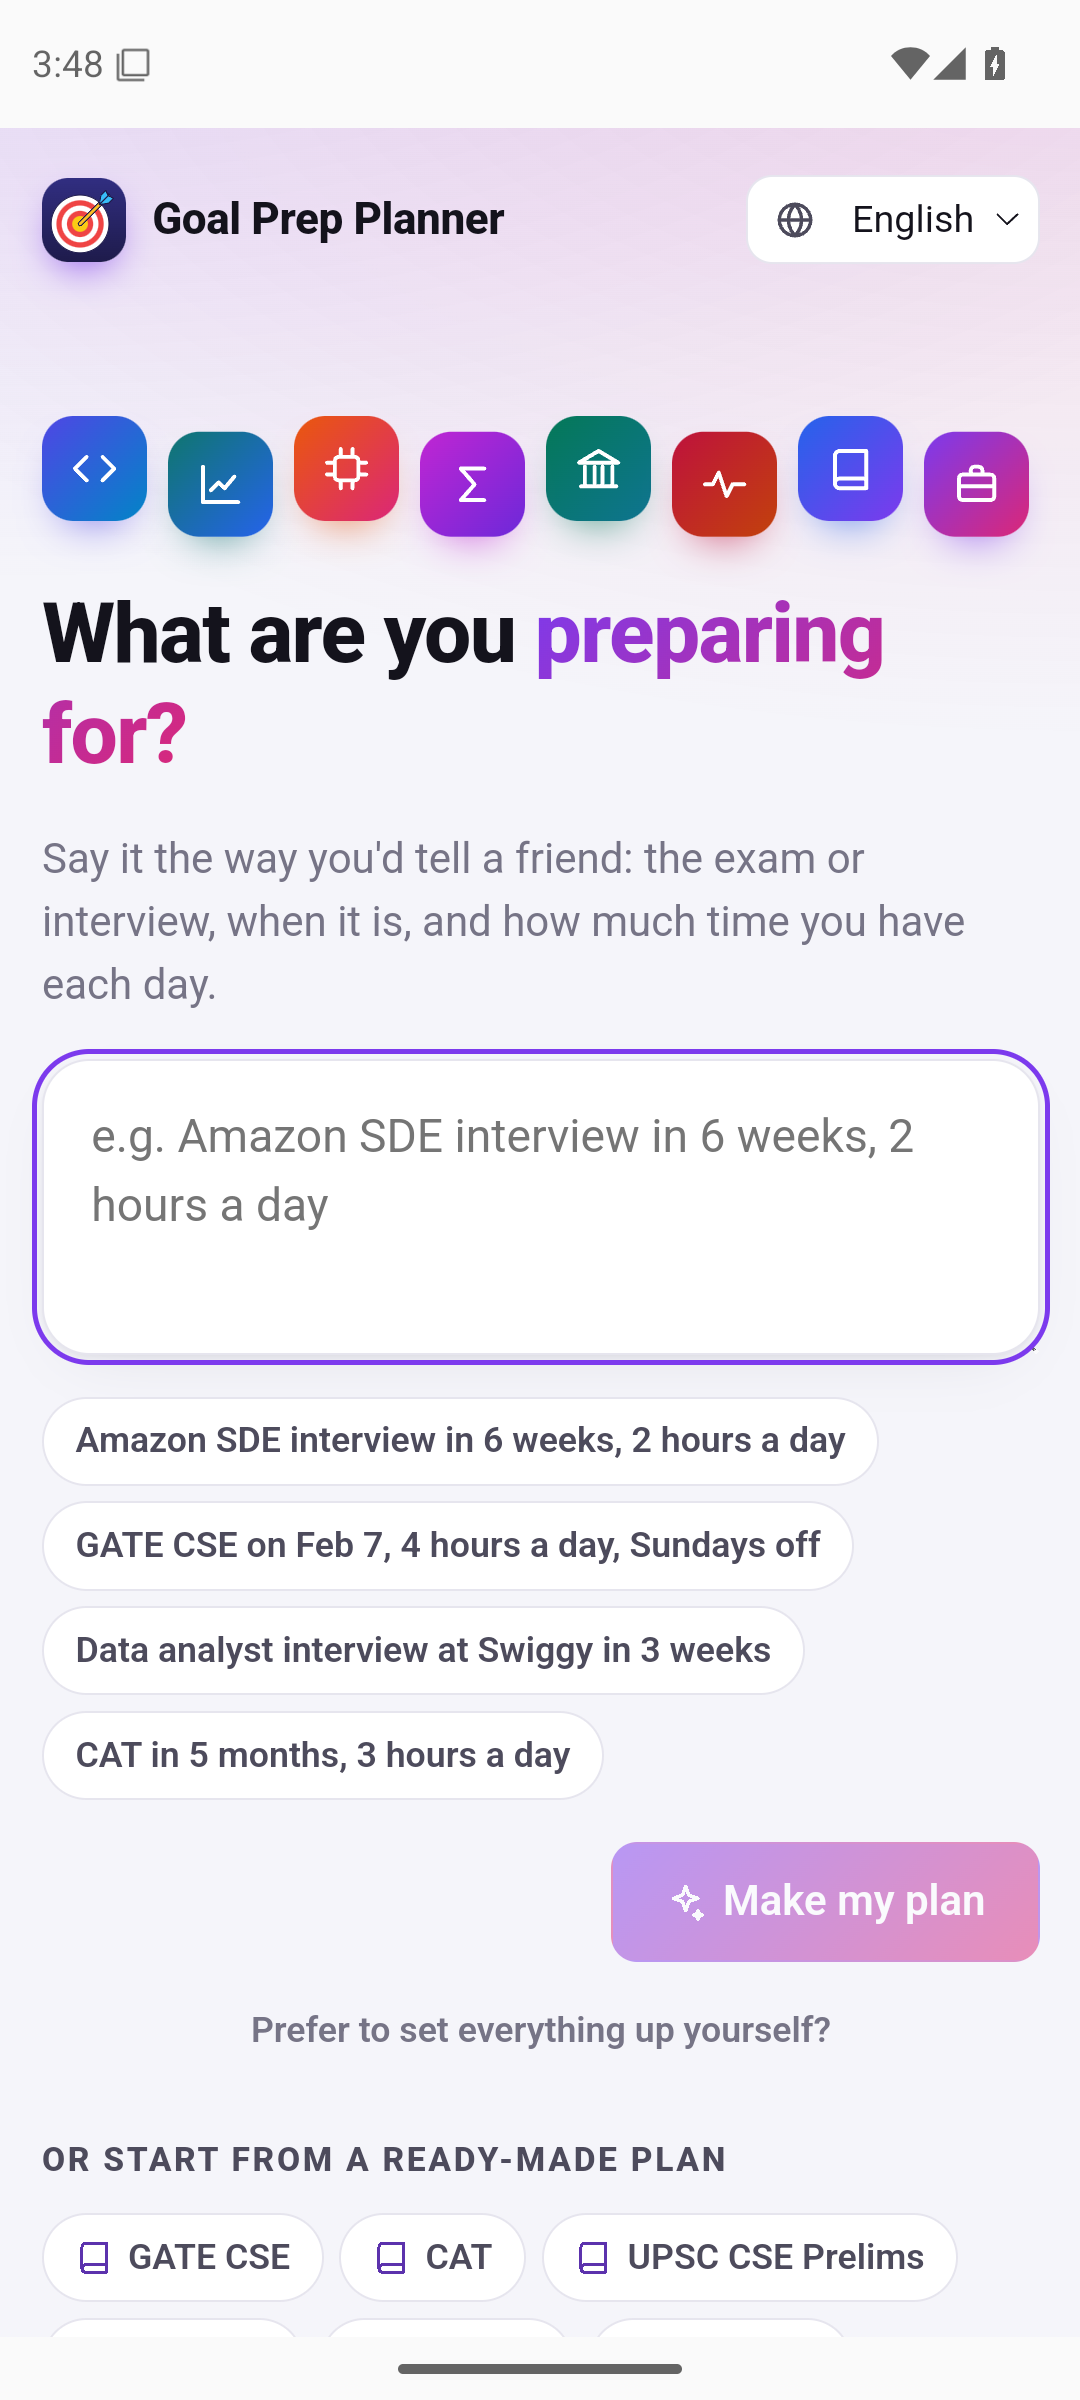 3:48
Goal Prep Planner
English
What are you preparing
for?
Say it the way you'd tell a friend: the exam or
interview, when it is, and how much time you have
each day.
e.g. Amazon SDE interview in 6 weeks, 2
hours a day
Amazon SDE interview in 6 weeks, 2 hours a day
GATE CSE on Feb 7, 4 hours a day, Sundays off
Data analyst interview at Swiggy in 3 weeks
CAT in 5 months, 3 hours a day
Make my plan
Prefer to set everything up yourself?
OR START FROM A READY-MADE PLAN
GATE CSE
CAT
UPSC CSE Prelims